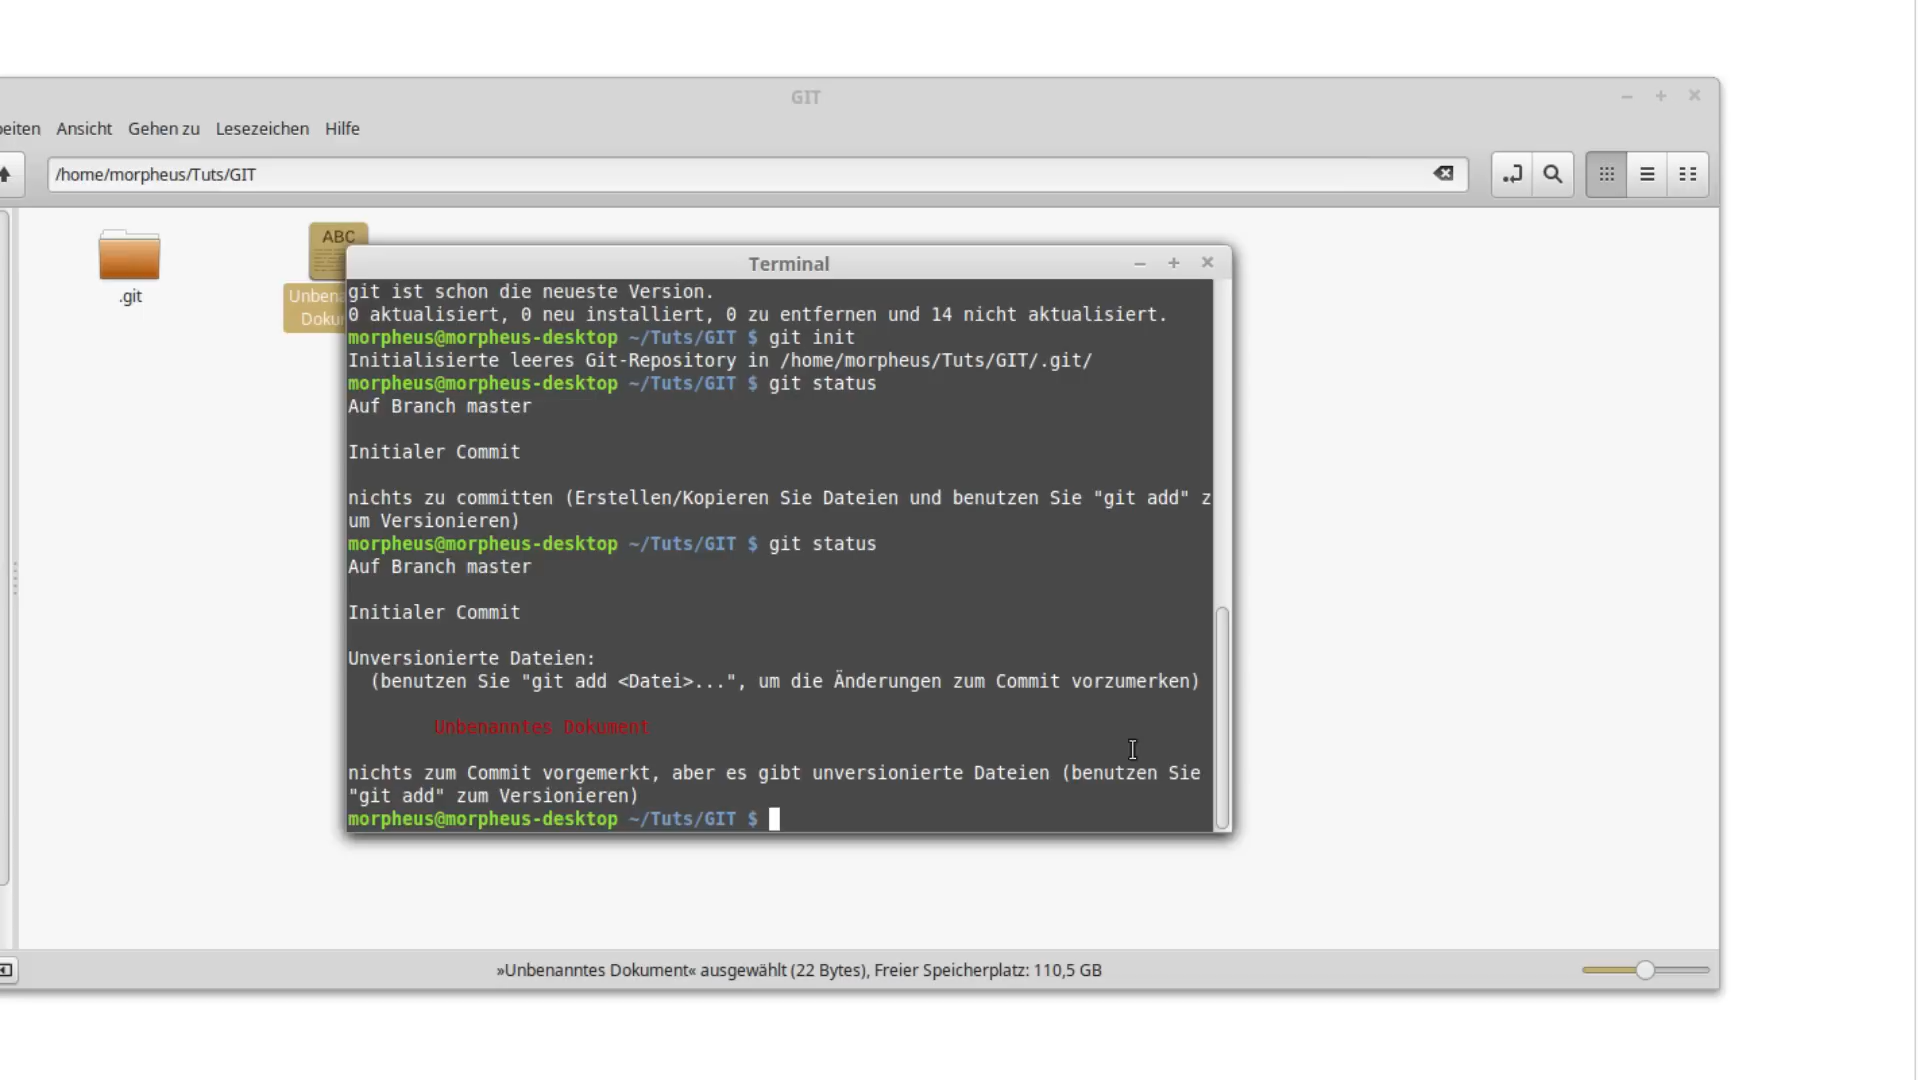 GIT
beiten Ansicht Gehen zu Lesezeichen Hilfe
/home/morpheus/Tuts/GIT
.git
ABC
Unbena
Doku
Terminal
git ist schon die neueste Version.
0 aktualisiert, 0 neu installiert, 0 zu entfernen und 14 nicht aktualisiert.
morpheus@morpheus-desktop ~/Tuts/GIT $ git init
Initialisierte leeres Git-Repository in /home/morpheus/Tuts/GIT/.git/
morpheus@morpheus-desktop ~/Tuts/GIT $ git status
Auf Branch master
Initialer Commit
nichts zu committen (Erstellen/Kopieren Sie Dateien und benutzen Sie "git add" z
um Versionieren)
morpheus@morpheus-desktop ~/Tuts/GIT $ git status
Auf Branch master
Initialer Commit
Unversionierte Dateien:
(benutzen Sie "git add <Datei>...", um die Änderungen zum Commit vorzumerken)
Unbenanntes Dokument
nichts zum Commit vorgemerkt, aber es gibt unversionierte Dateien (benutzen Sie
"git add" zum Versionieren)
morpheus@morpheus-desktop ~/Tuts/GIT $
»Unbenanntes Dokument« ausgewählt (22 Bytes), Freier Speicherplatz: 110,5 GB